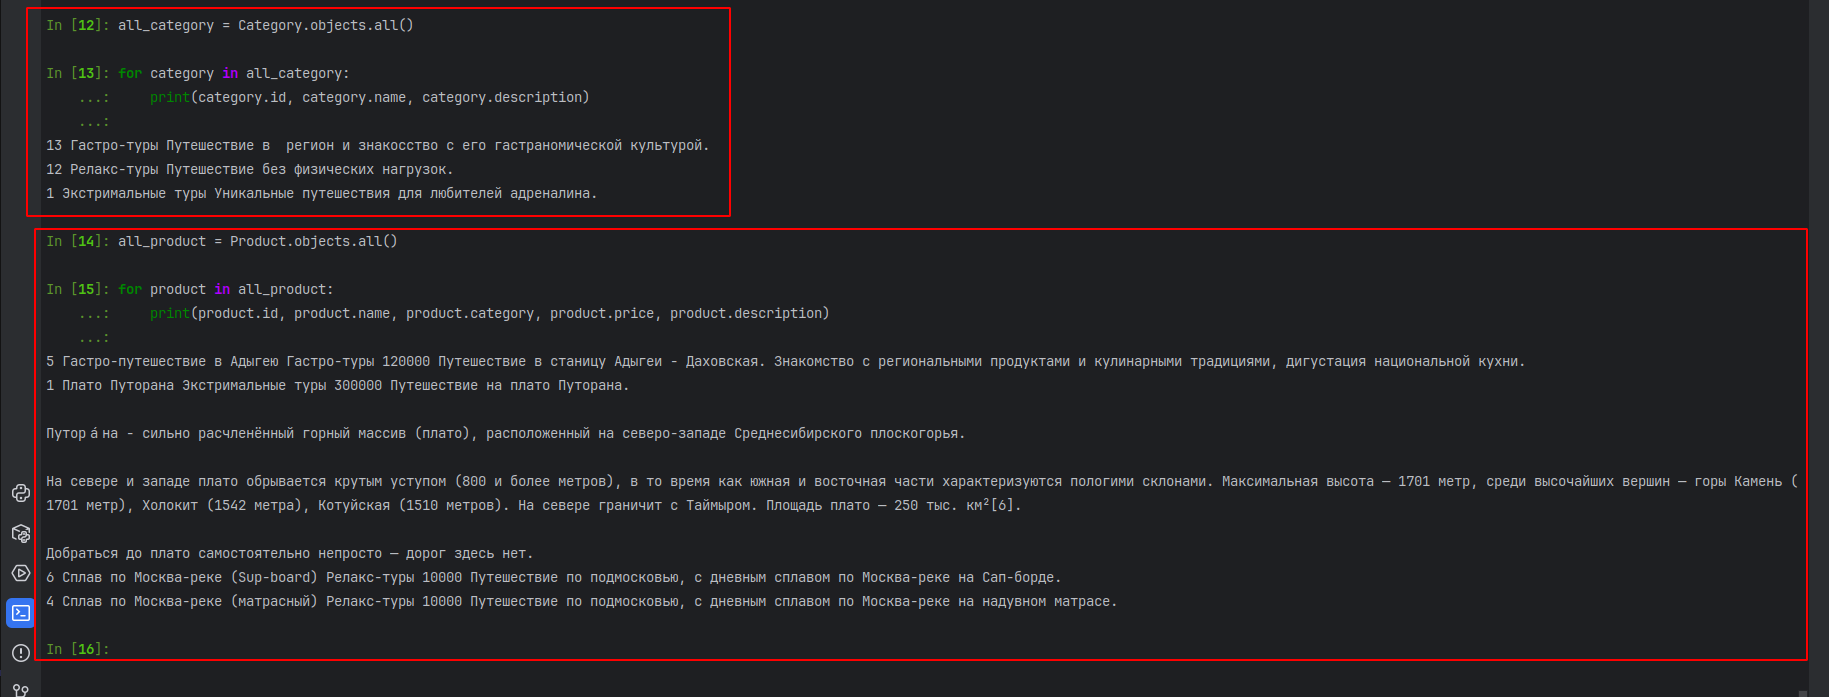 In [12]: all_category = Category.objects.all()
In [13]: for category in all_category:
...:     print(category.id, category.name, category.description)
...:
13 Гастро-туры Путешествие в  регион и знакосство с его гастраномической культурой.
12 Релакс-туры Путешествие без физических нагрузок.
1 Экстримальные туры Уникальные путешествия для любителей адреналина.
In [14]: all_product = Product.objects.all()
In [15]: for product in all_product:
...:     print(product.id, product.name, product.category, product.price, product.description)
...:
5 Гастро-путешествие в Адыгею Гастро-туры 120000 Путешествие в станицу Адыгеи - Даховская. Знакомство с региональными продуктами и кулинарными традициями, дигустация национальной кухни.
1 Плато Путорана Экстримальные туры 300000 Путешествие на плато Путорана.
Путора́на - сильно расчленённый горный массив (плато), расположенный на северо-западе Среднесибирского плоскогорья.
На севере и западе плато обрывается крутым уступом (800 и более метров), в то время как южная и восточная части характеризуются пологими склонами. Максимальная высота — 1701 метр, среди высочайших вершин — горы Камень (
1701 метр), Холокит (1542 метра), Котуйская (1510 метров). На севере граничит с Таймыром. Площадь плато — 250 тыс. км²[6].
Добраться до плато самостоятельно непросто — дорог здесь нет.
6 Сплав по Москва-реке (Sup-board) Релакс-туры 10000 Путешествие по подмосковью, с дневным сплавом по Москва-реке на Сап-борде.
4 Сплав по Москва-реке (матрасный) Релакс-туры 10000 Путешествие по подмосковью, с дневным сплавом по Москва-реке на надувном матрасе.
In [16]: